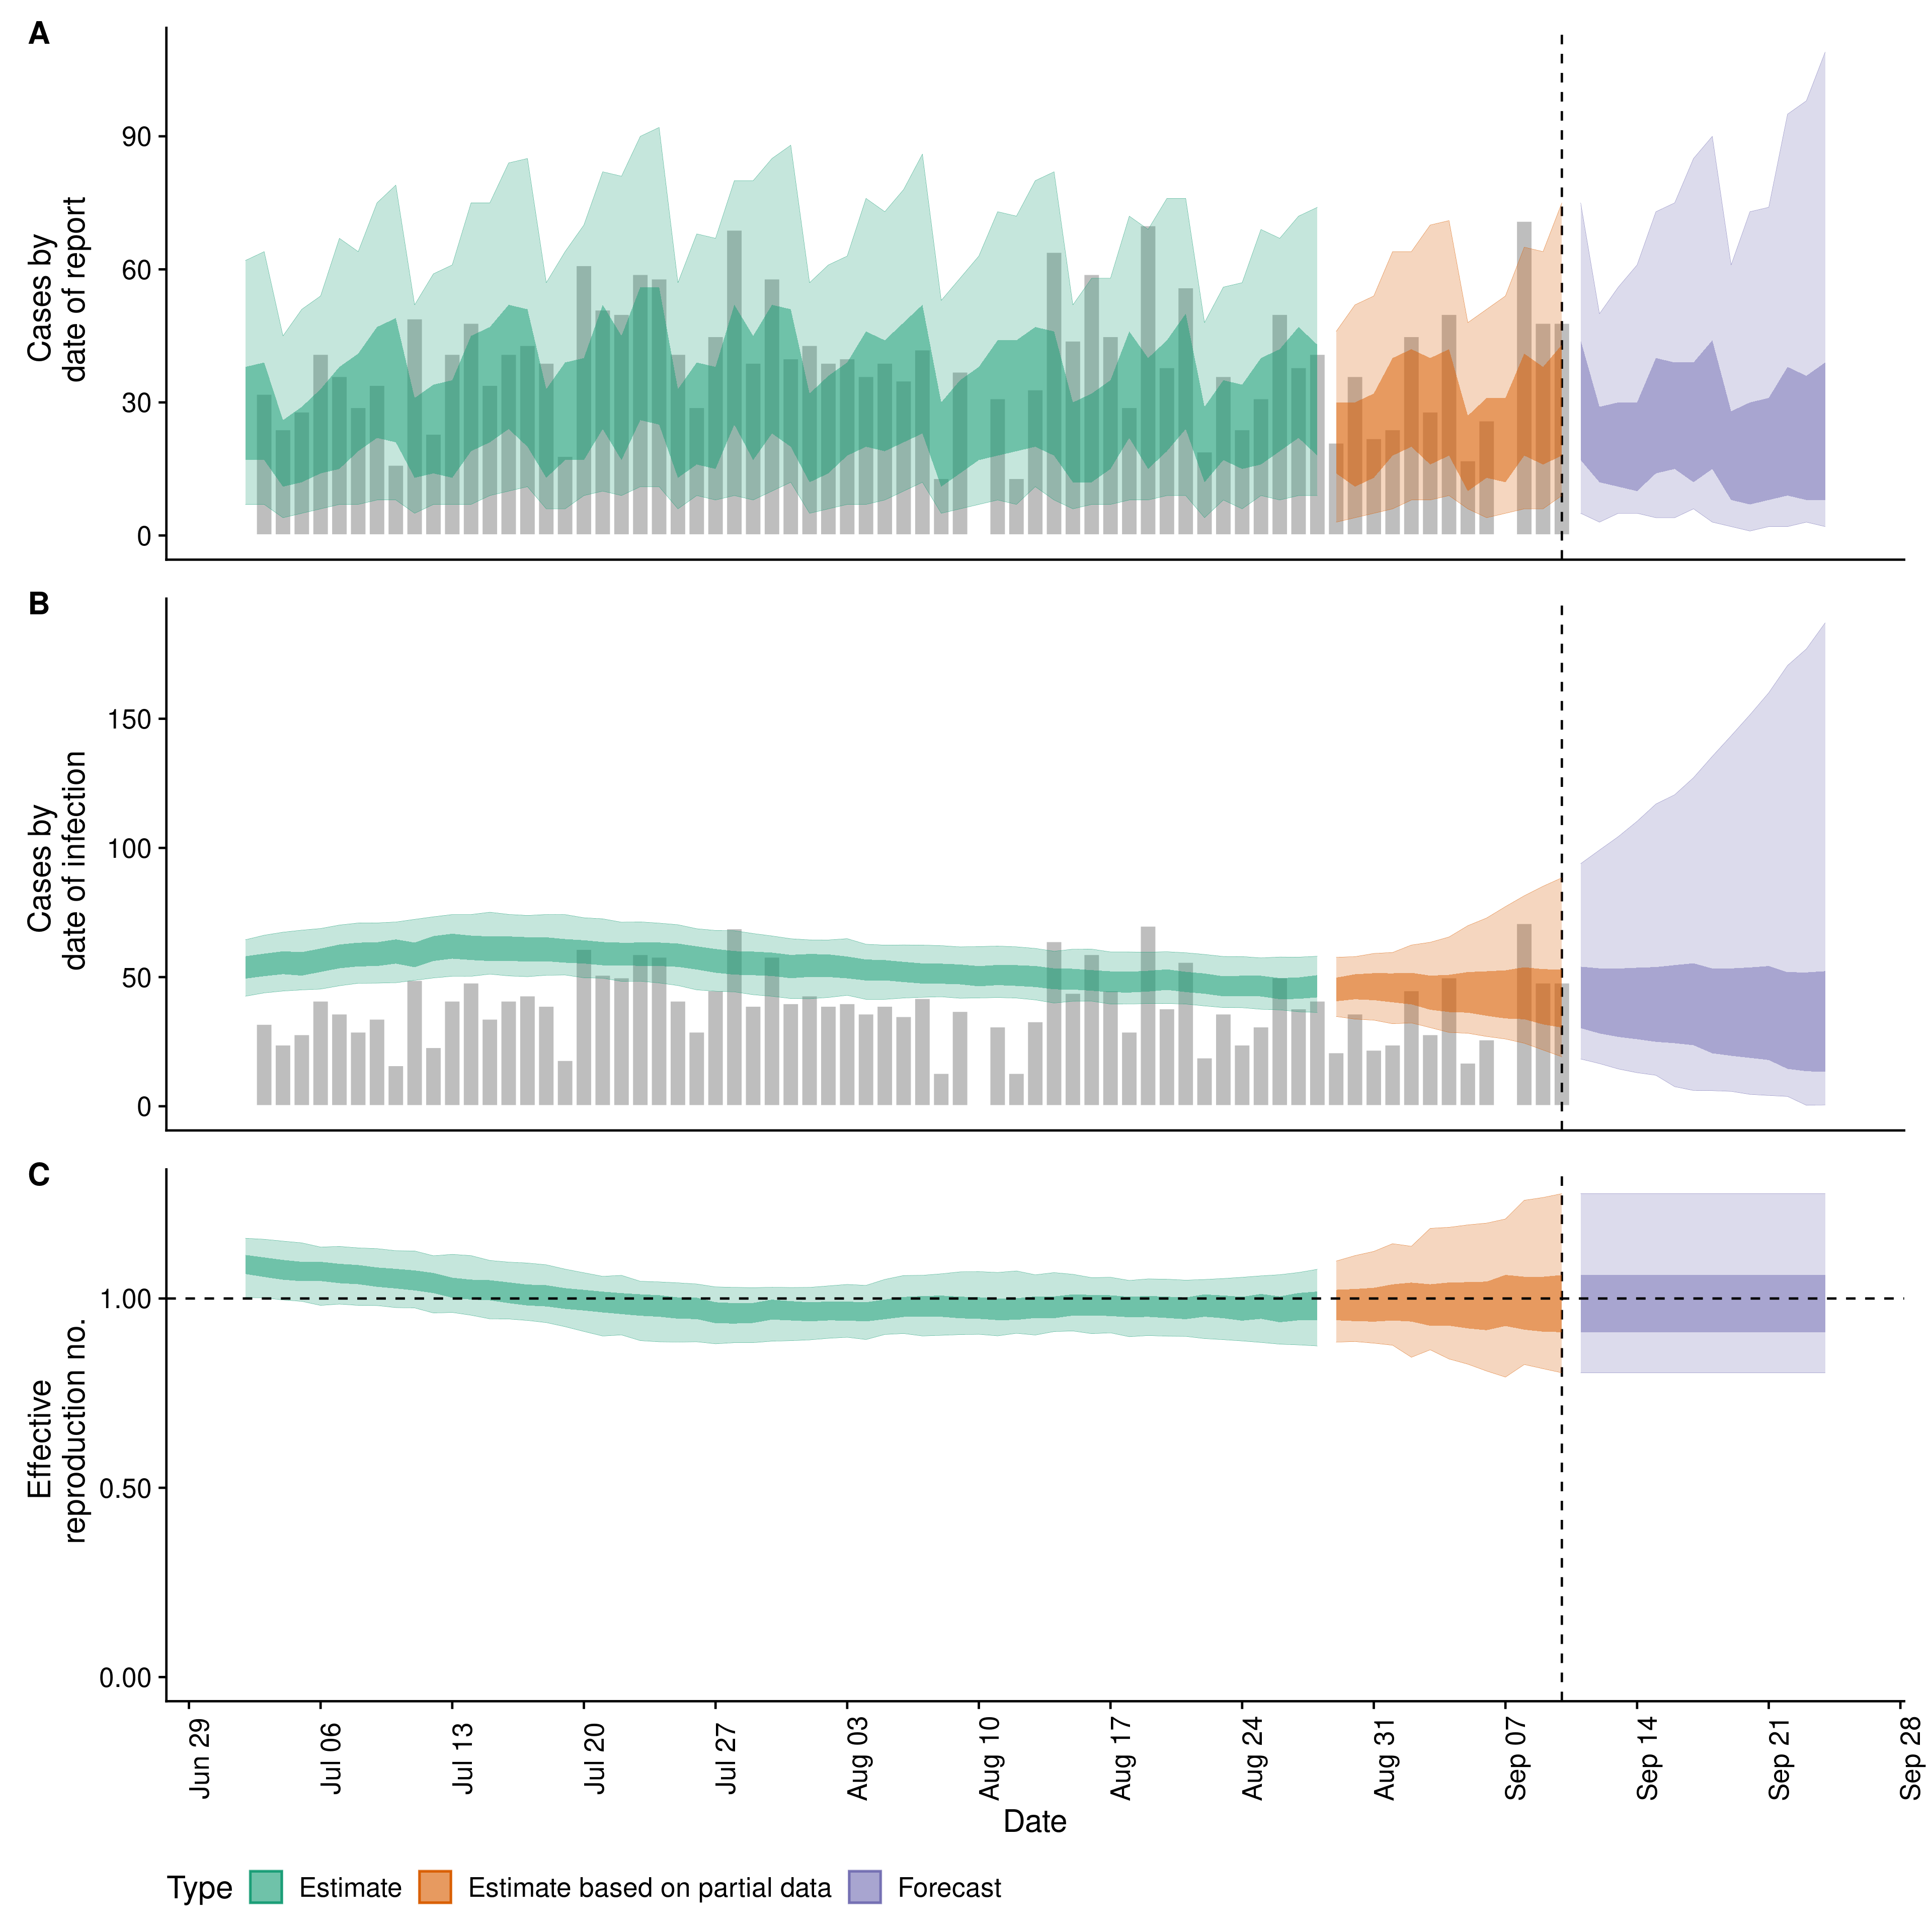 A
Cases by
date of report
90
60
30
0
B
Cases by
date of infection
150
100
50
0
C
Effective
reproduction no.
1.00
0.50
0.00
Jun 29
Jul 06
Jul 13
Jul 20
Jul 27
Aug 03
Aug 10
Aug 17
Aug 24
Aug 31
Sep 07
Sep 14
Sep 21
Sep 28
Date
Type Estimate Estimate based on partial data Forecast